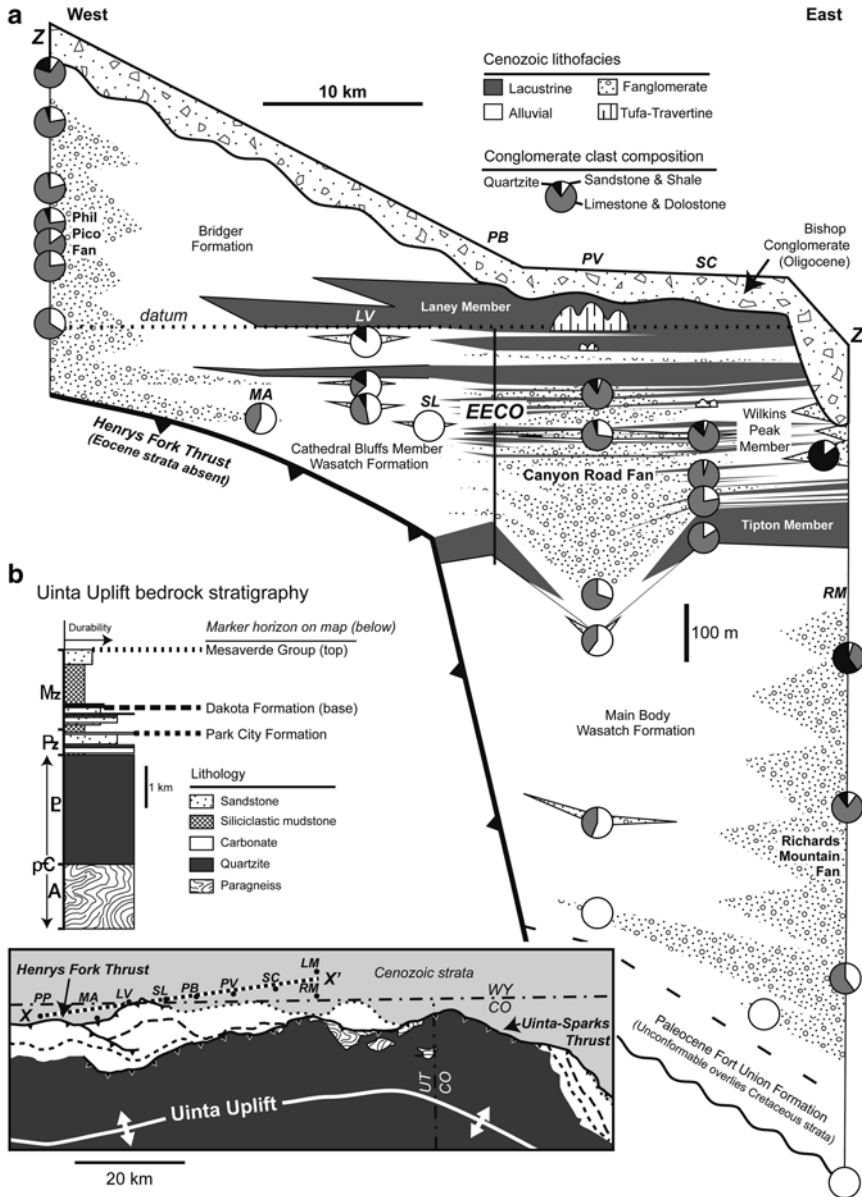 a
West
East
Z
10 km
Cenozoic lithofacies
Lacustrine
Fanglomerate
Alluvial
Tufa-Travertine
Conglomerate clast composition
Quartzite
Sandstone & Shale
Limestone & Dolostone
Phil
Pico
Fan
Bridger
Formation
PB
PV
SC
Bishop
Conglomerate
(Oligocene)
Laney Member
datum
LV
Z
MA
SL
EECO
Wilkins
Peak
Member
Henrys Fork Thrust
(Eocene strata absent)
Cathedral Bluffs Member
Wasatch Formation
Canyon Road Fan
Tipton Member
b
Uinta Uplift bedrock stratigraphy
RM
100 m
Durability
Marker horizon on map (below)
Mesaverde Group (top)
Mz
Dakota Formation (base)
Park City Formation
Pz
Main Body
Wasatch Formation
1 km
Lithology
Sandstone
Siliciclastic mudstone
Carbonate
Quartzite
Paragneiss
p-C
A
Richards
Mountain
Fan
Henrys Fork Thrust
LM
Cenozoic strata
PP
MA
LV
SL
PB
PV
SC
X'
X
RM
WY
CO
Uinta-Sparks
Thrust
UT
CO
Uinta Uplift
Paleocene Fort Union Formation
(Unconformable overlies Cretaceous strata)
20 km